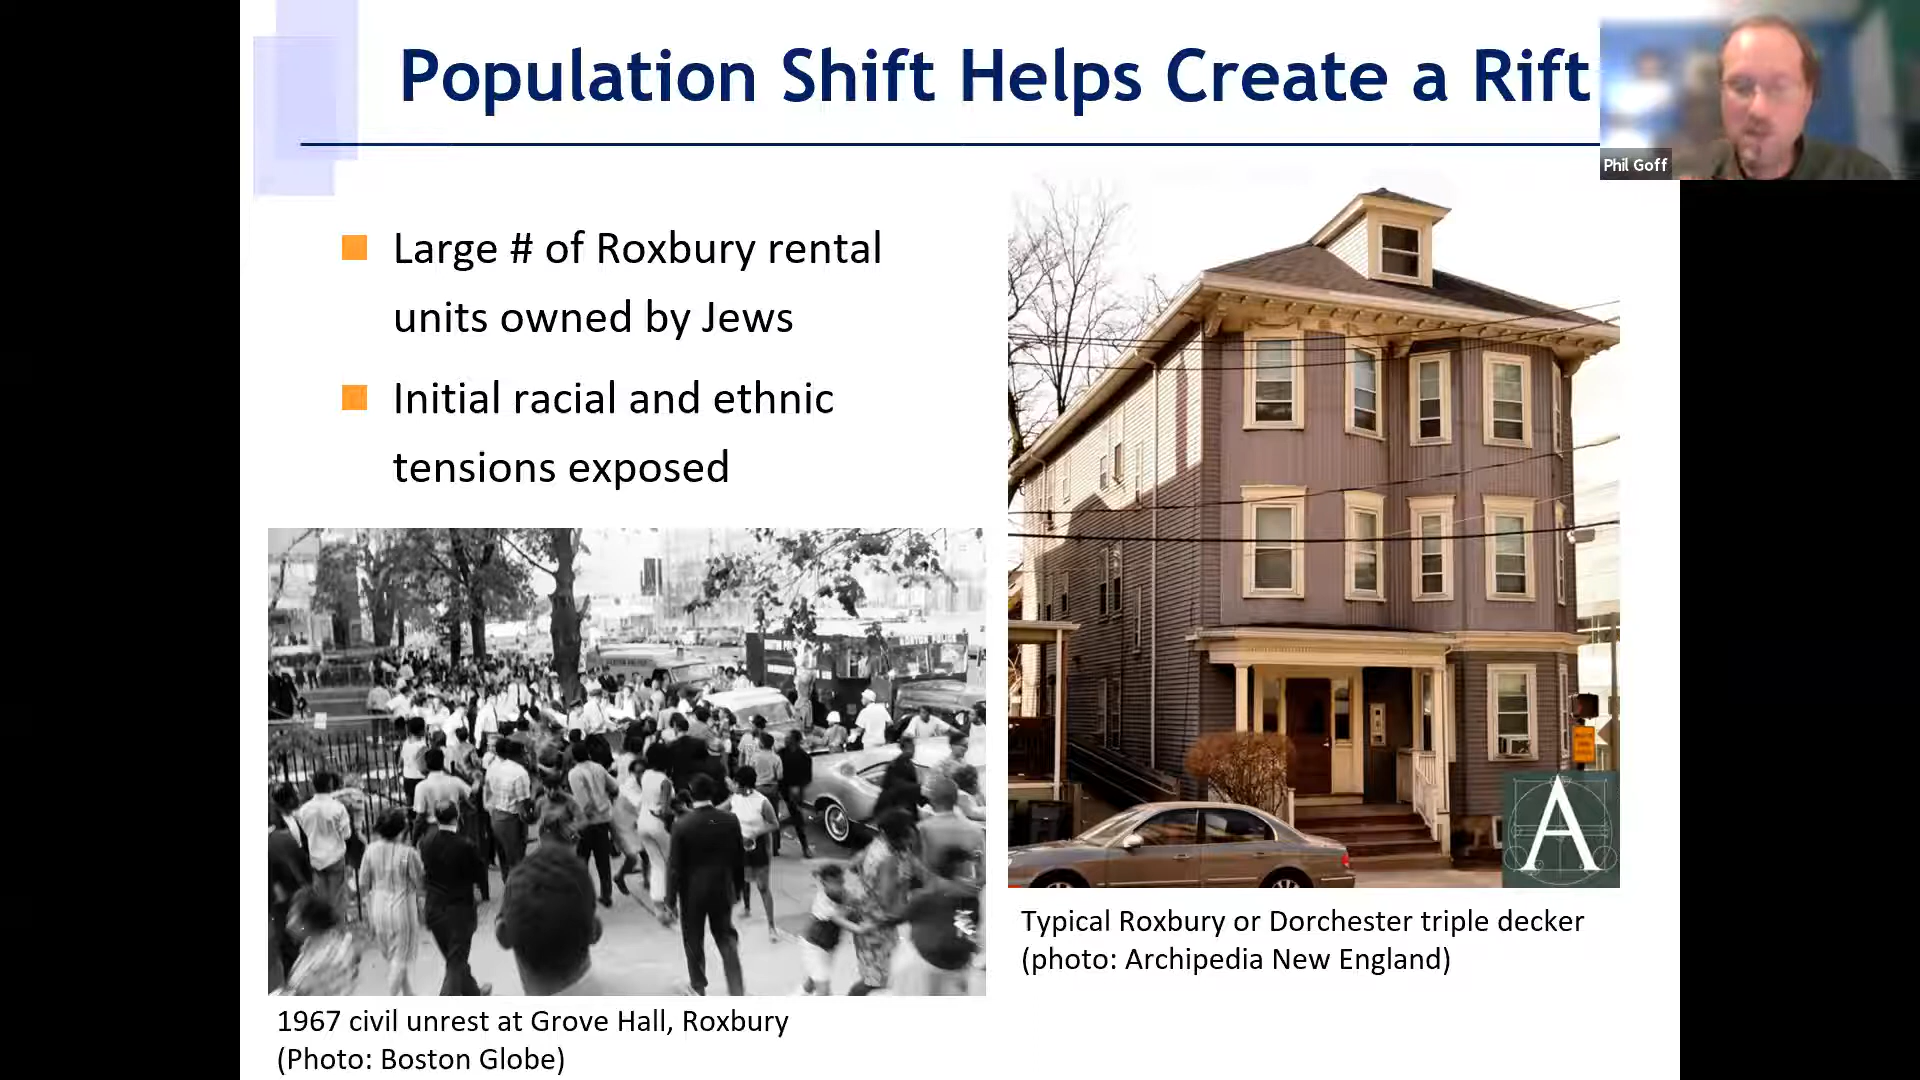 Population Shift Helps Create a Rift
Phil Goff
Large # of Roxbury rental
units owned by Jews
Initial racial and ethnic
tensions exposed
BOSTON POLICE
A
Typical Roxbury or Dorchester triple decker
(photo: Archipedia New England)
1967 civil unrest at Grove Hall, Roxbury
(Photo: Boston Globe)